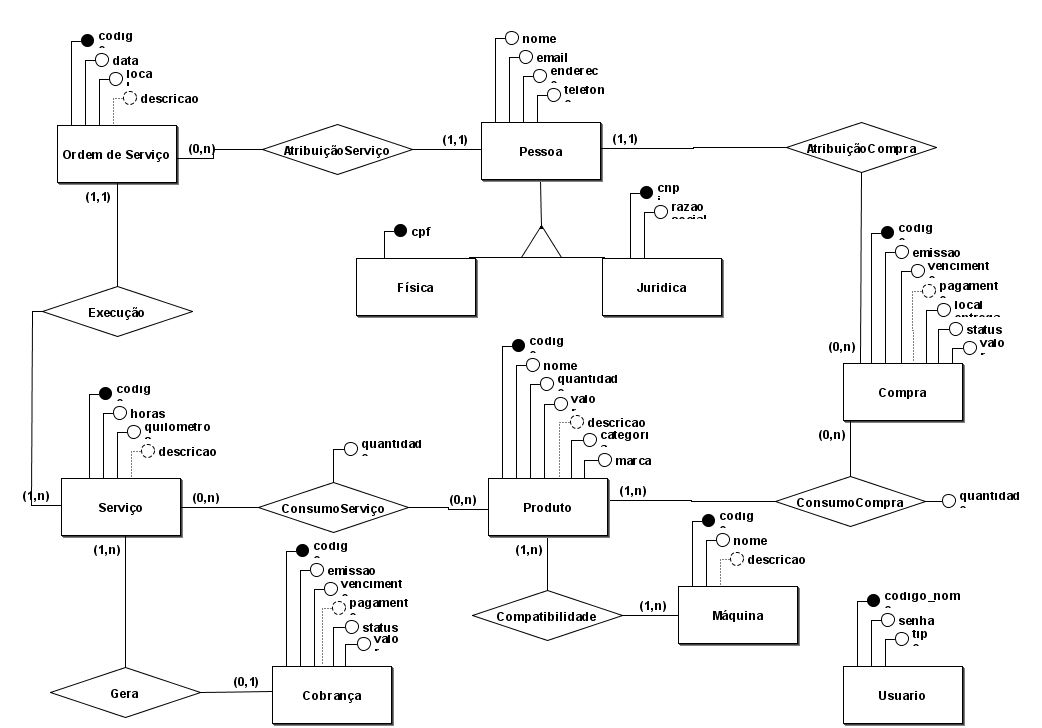 codig
data
loca
descricao
Ordem de Serviço
(0,n)
AtribuiçãoServiço
(1,1)
nome
email
enderec
telefon
Pessoa
(1,1)
AtribuiçãoCompra
(1,1)
cpf
Física
cnp
razao
Juridica
Execução
codig
emissao
venciment
pagament
local
status
valo
(0,n)
Compra
(0,n)
codig
horas
quilometro
descricao
(1,n)
Serviço
(0,n)
quantidad
ConsumoServiço
(0,n)
codig
nome
quantidad
valo
descricao
categori
marca
Produto
(1,n)
ConsumoCompra
quantidad
(1,n)
(1,n)
codig
nome
descricao
Compatibilidade
(1,n)
Máquina
codig
emissao
venciment
pagament
status
valo
Gera
(0,1)
Cobrança
codigo_nom
senha
tip
Usuario